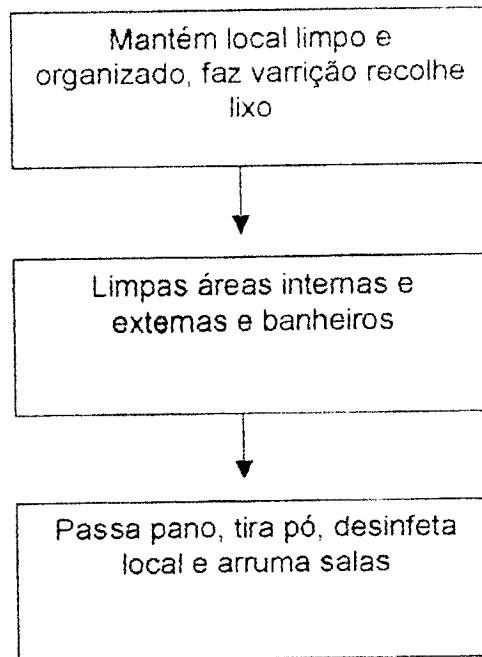 Mantém local limpo e
organizado, faz varrição recolhe
lixo
Limpas áreas internas e
externas e banheiros
Passa pano, tira pó, desinfeta
local e arruma salas